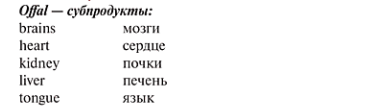 Offal — субпродукты:
brains мозги
heart сердце
kidney почки
liver печень
tongue язык